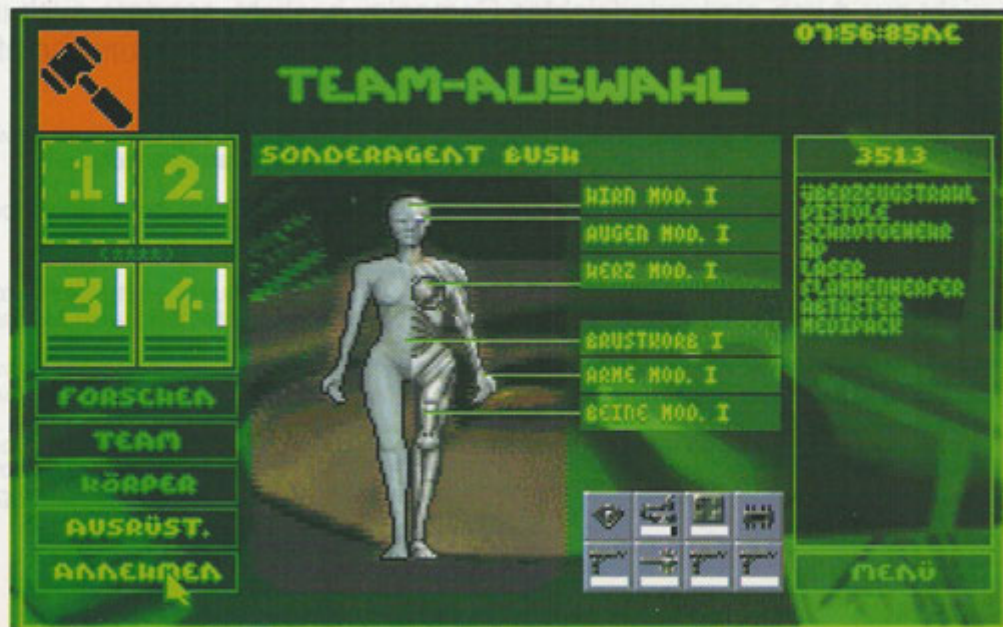 07:56:85NC
TEAM-AUSWAHL
1 2
3 4
FORSCHEN
TEAM
KÖRPER
AUSRÜST.
ANNEHMEN
SONDERAGENT BUSH
HIRN MOD. I
AUGEN MOD. I
HERZ MOD. I
BRUSTKORB I
ARME MOD. I
BEINE MOD. I
3513
ÜBERZEUGSTRAHL
PISTOLE
SCHROTGEWEHR
MP
LASER
FLAMMENWERFER
ABTASTER
MEDIPACK
MENÜ